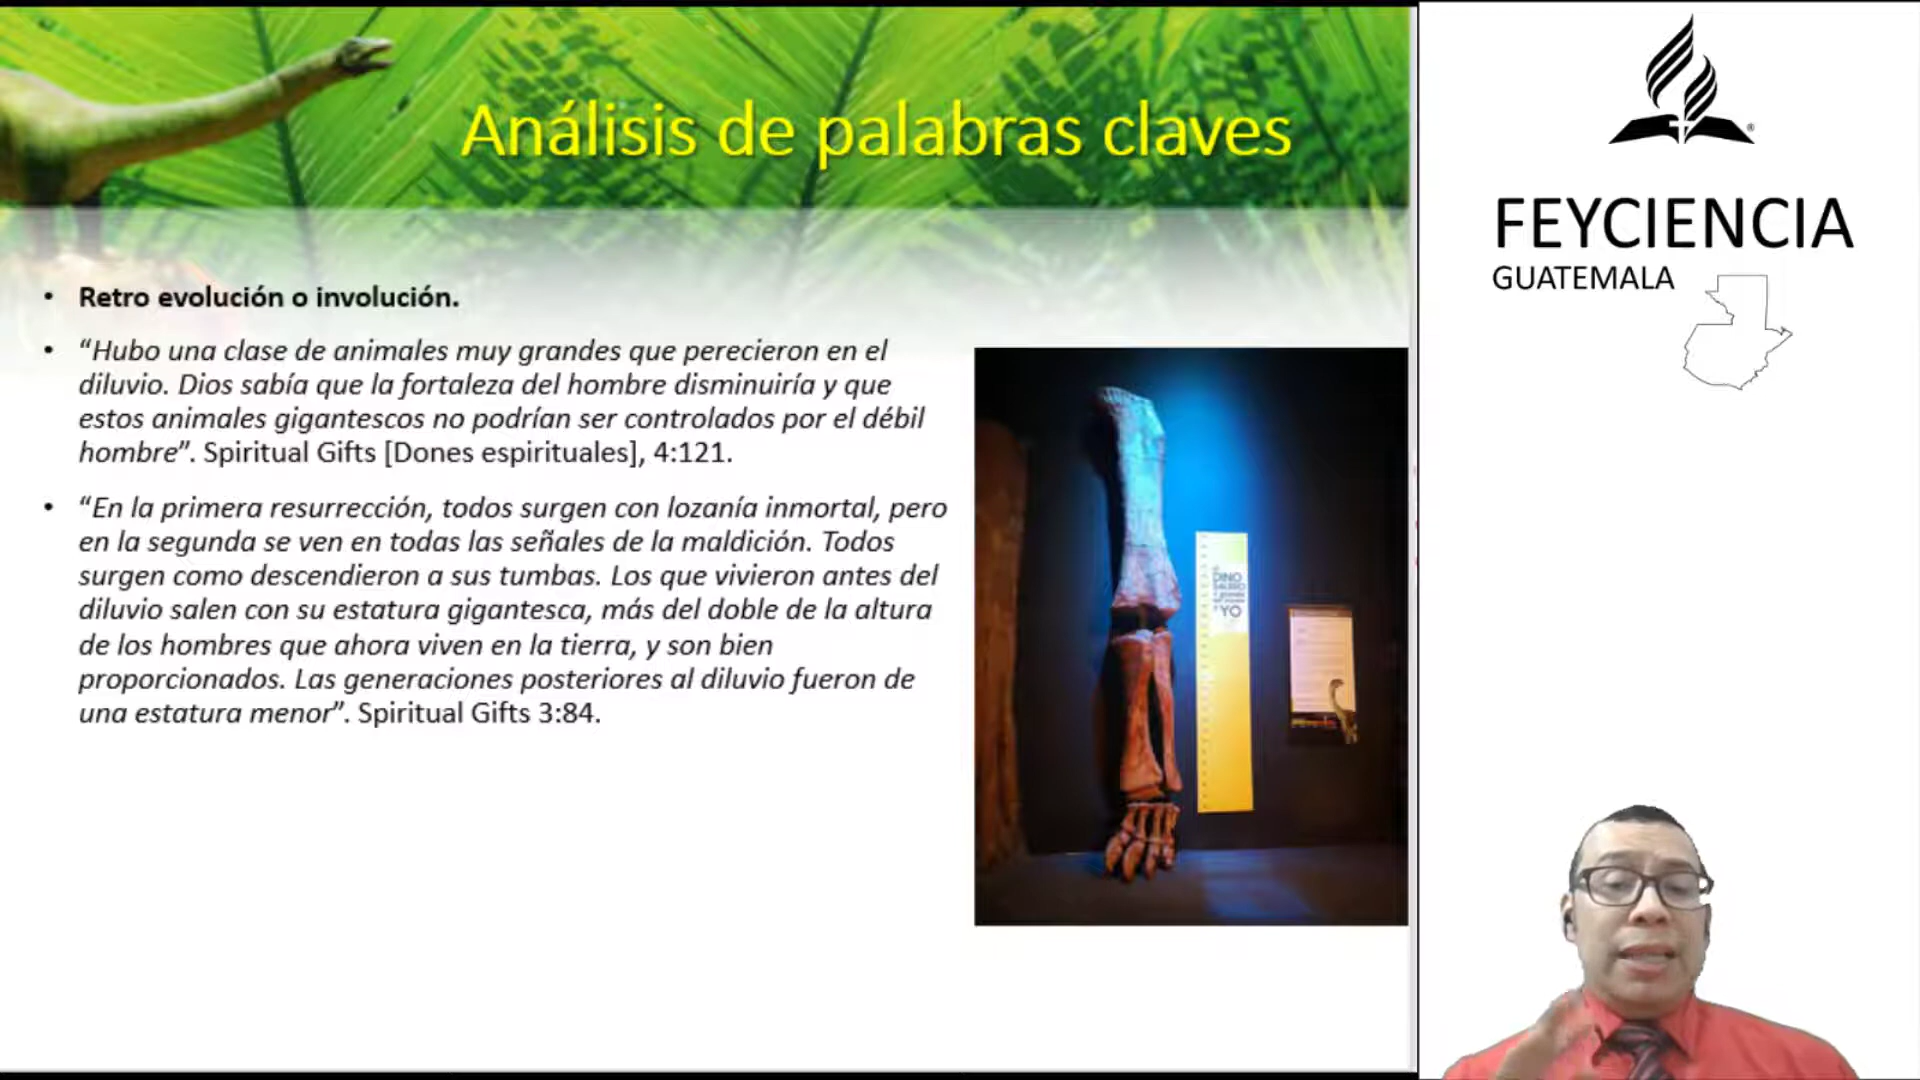 Análisis de palabras claves
• Retro evolución o involución.
• “Hubo una clase de animales muy grandes que perecieron en el
diluvio. Dios sabía que la fortaleza del hombre disminuiría y que
estos animales gigantescos no podrían ser controlados por el débil
hombre”. Spiritual Gifts [Dones espirituales], 4:121.
• “En la primera resurrección, todos surgen con lozanía inmortal, pero
en la segunda se ven en todas las señales de la maldición. Todos
surgen como descendieron a sus tumbas. Los que vivieron antes del
diluvio salen con su estatura gigantesca, más del doble de la altura
de los hombres que ahora viven en la tierra, y son bien
proporcionados. Las generaciones posteriores al diluvio fueron de
una estatura menor”. Spiritual Gifts 3:84.
DINO
YO
®
FEYCIENCIA
GUATEMALA